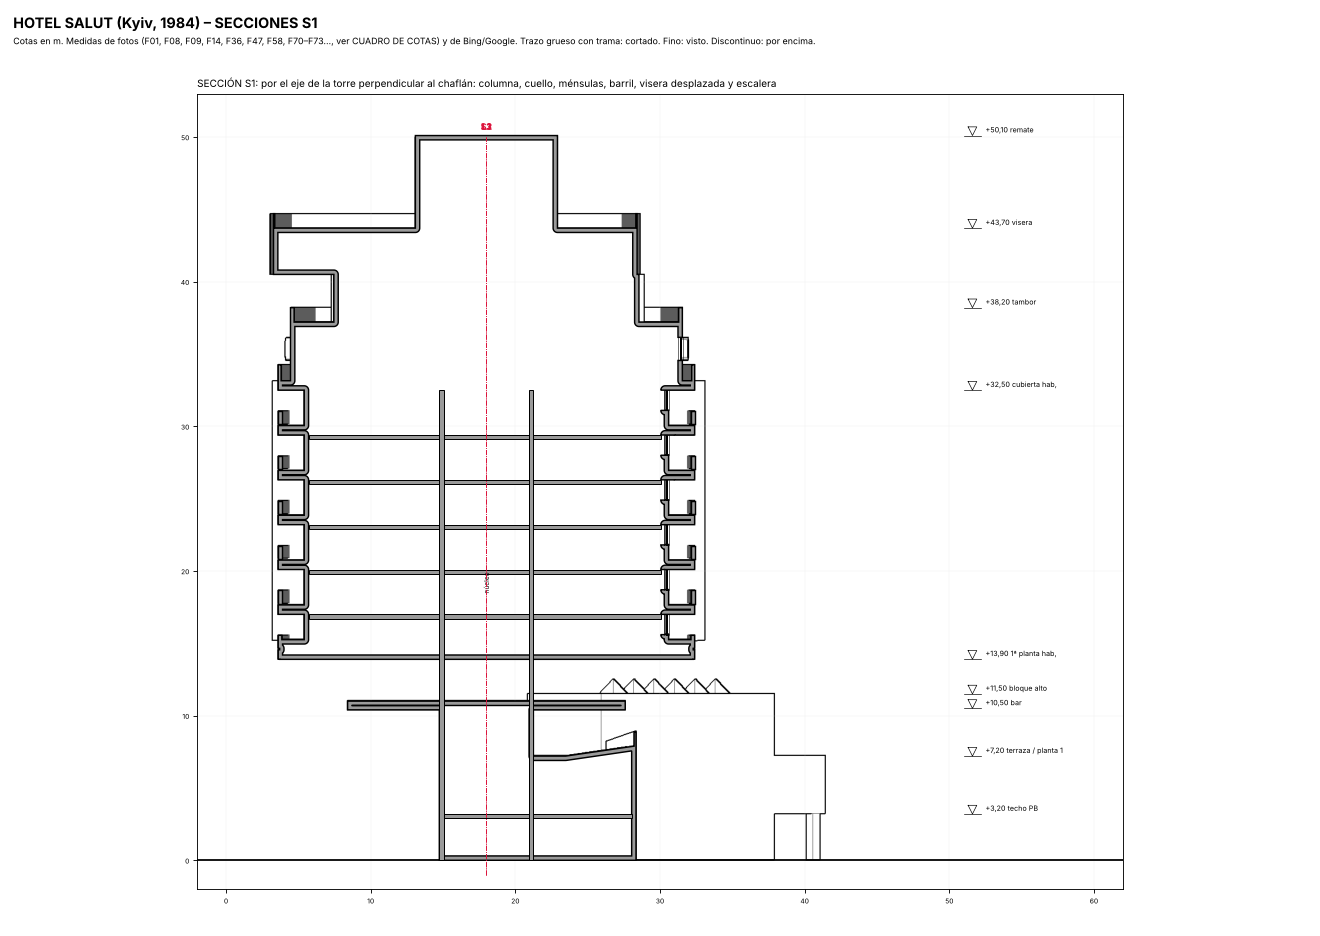 HOTEL SALUT (Kyiv, 1984) – SECCIONES S1
Cotas en m. Medidas de fotos (F01, F08, F09, F14, F36, F47, F58, F70–F73..., ver CUADRO DE COTAS) y de Bing/Google. Trazo grueso con trama: cortado. Fino: visto. Discontinuo: por encima.
SECCIÓN S1: por el eje de la torre perpendicular al chaflán: columna, cuello, ménsulas, barril, visera desplazada y escalera
+50,10 remate
50
+43,70 visera
40
+38,20 tambor
+32,50 cubierta hab,
30
20
núcleo
+13,90 1ª planta hab,
+11,50 bloque alto
+10,50 bar
10
+7,20 terraza / planta 1
+3,20 techo PB
0
0 10 20 30 40 50 60